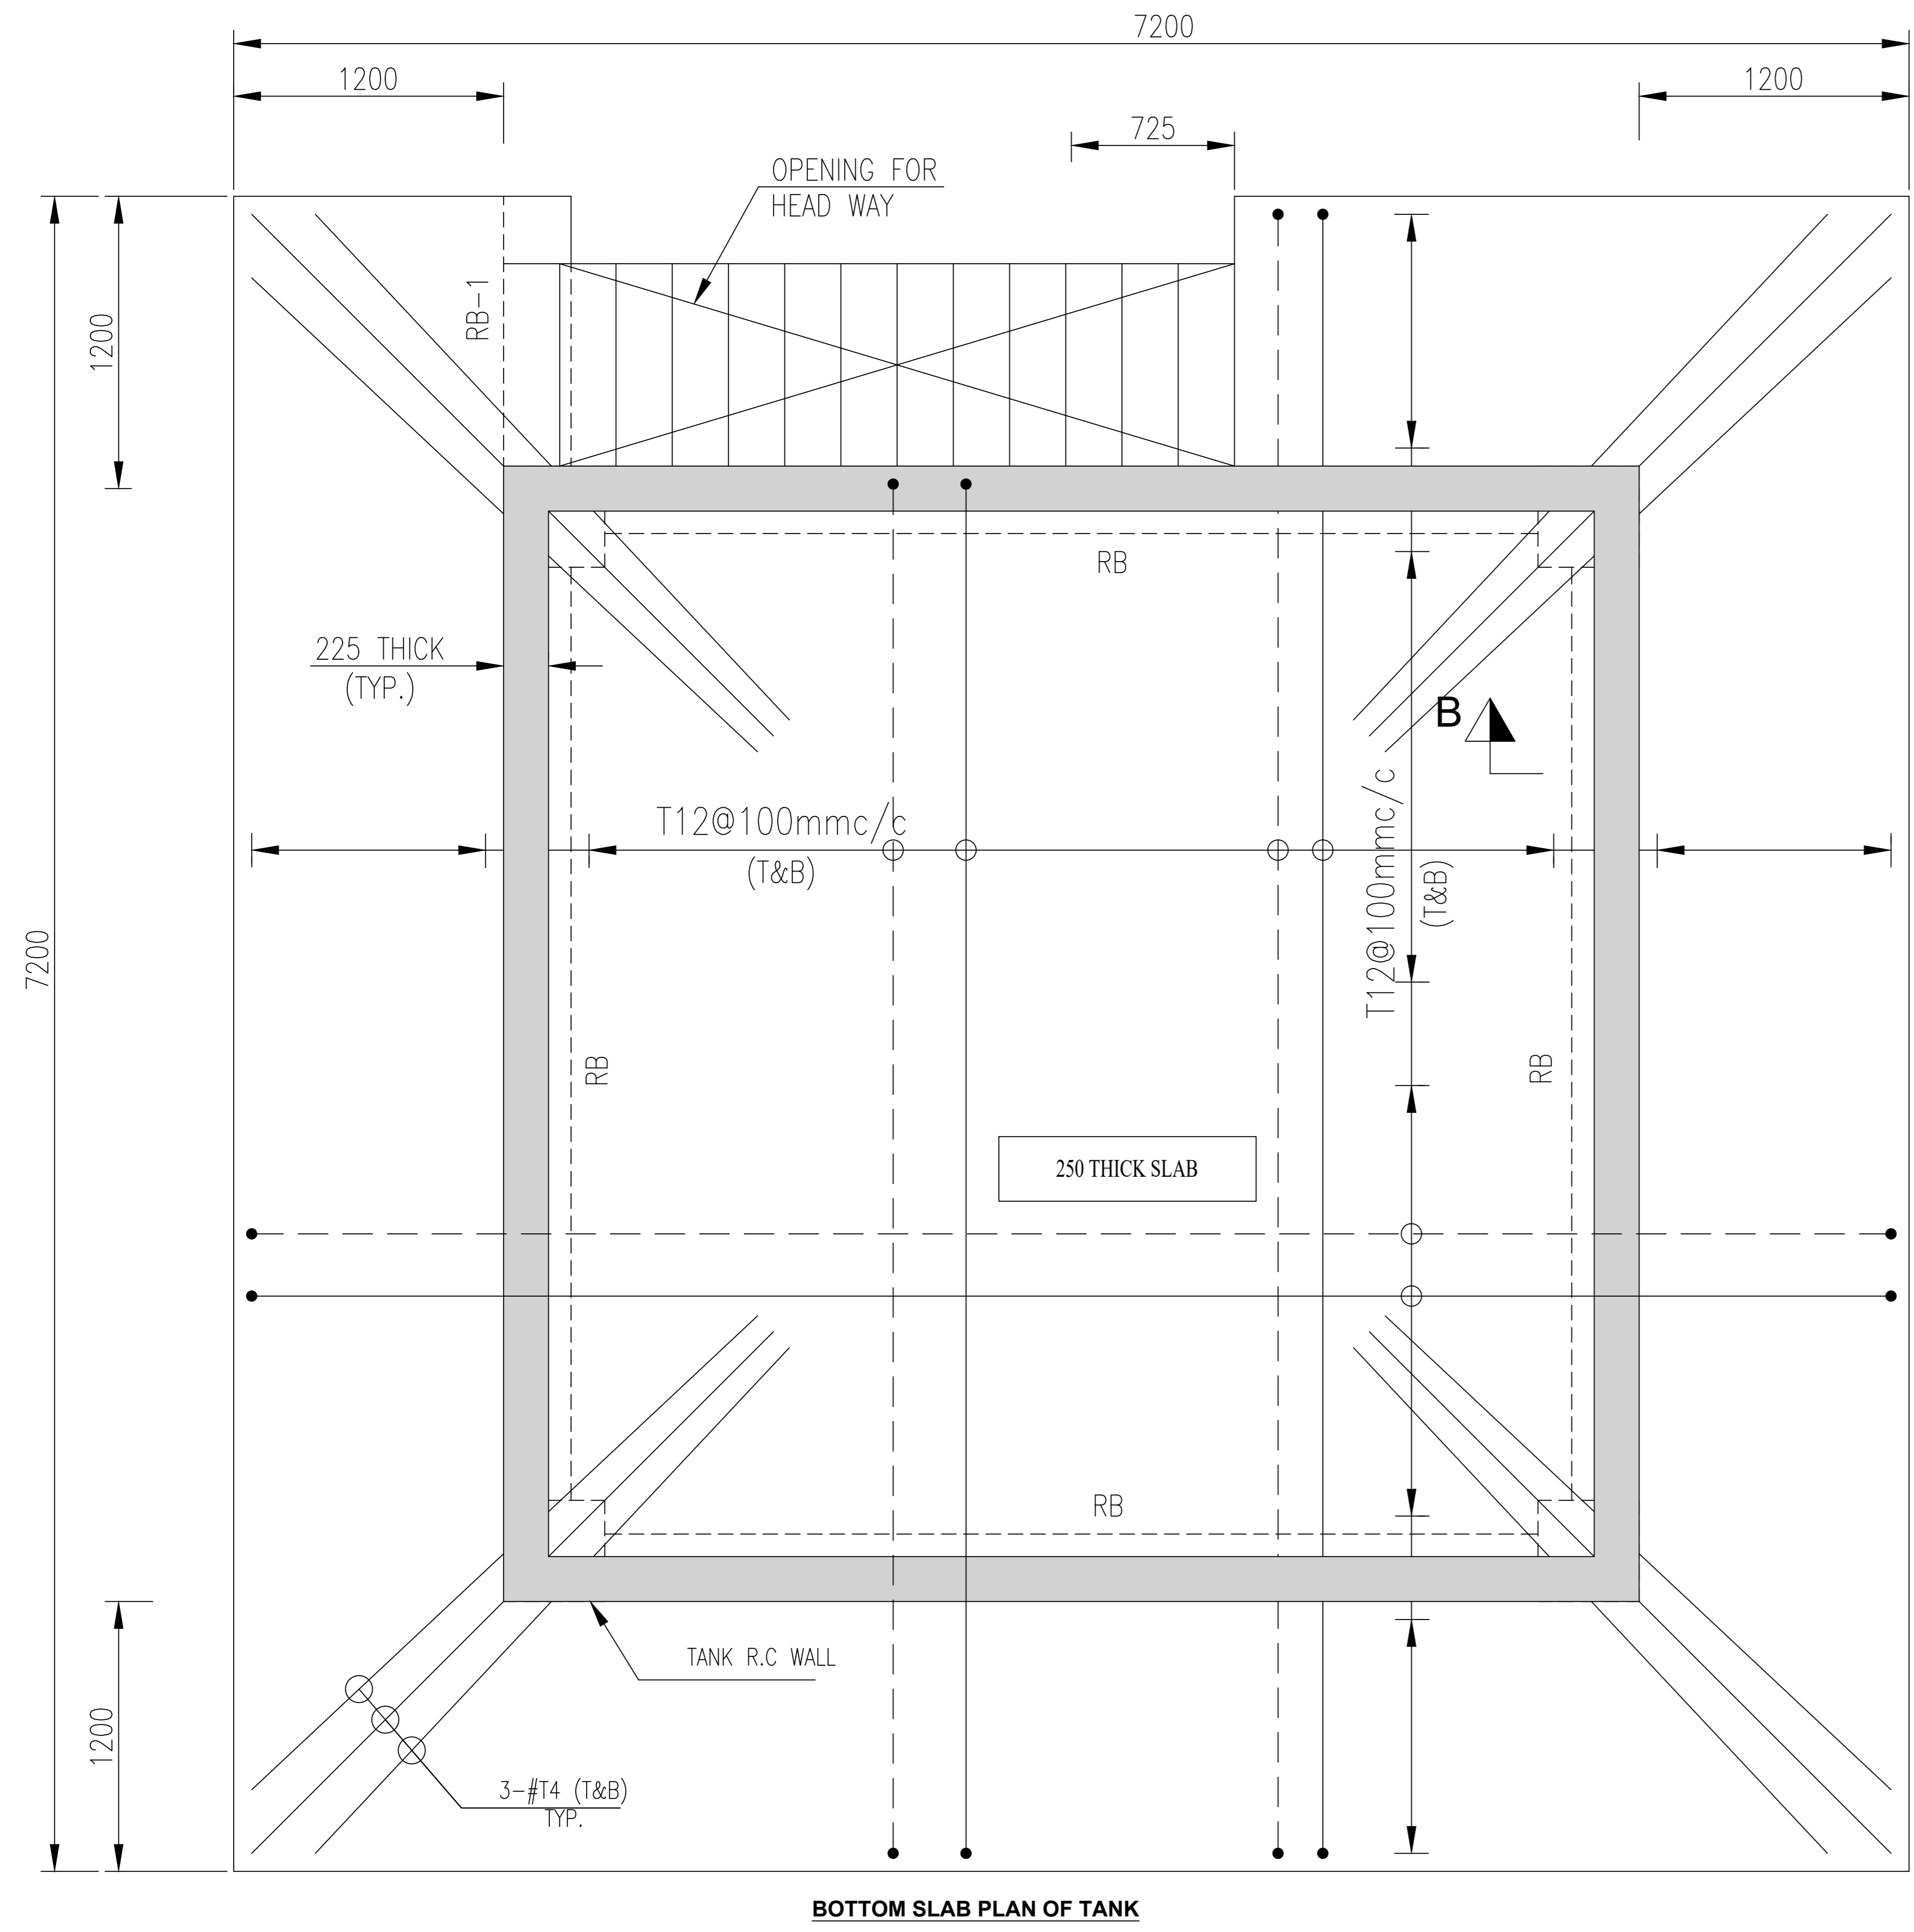 7200
1200
1200
725
OPENING FOR
HEAD WAY
RB-1
1200
RB
225 THICK
(TYP.)
B
T12@100mmc/c
(T&B)
T12@100mmc/c
(T&B)
7200
RB
RB
250 THICK SLAB
RB
TANK R.C WALL
1200
3-#T4 (T&B)
TYP.
BOTTOM SLAB PLAN OF TANK